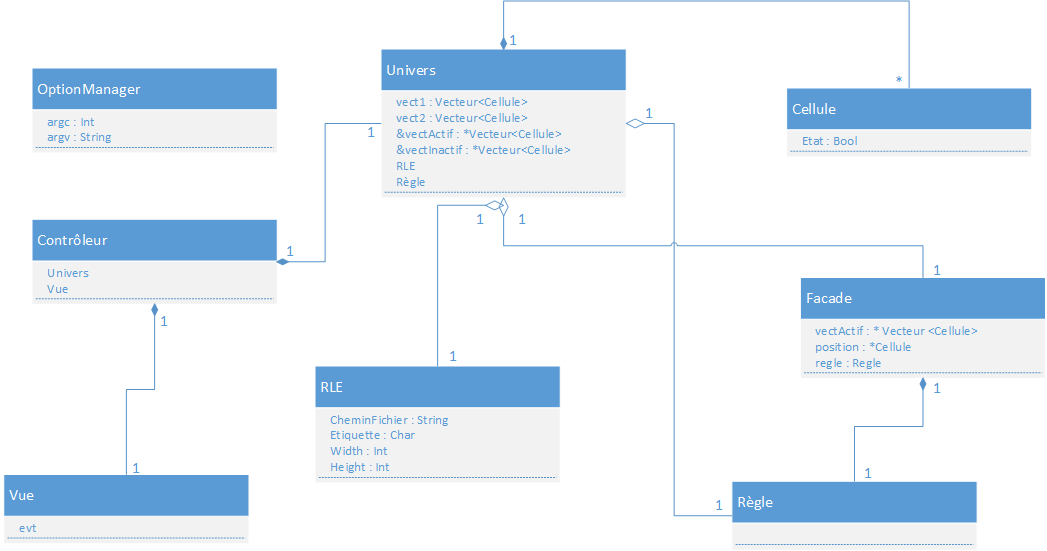 1
*
OptionManager
argc : Int
argv : String
Univers
vect1 : Vecteur<Cellule>
vect2 : Vecteur<Cellule>
&vectActif : *Vecteur<Cellule>
&vectInactif : *Vecteur<Cellule>
RLE
Règle
Cellule
Etat : Bool
1
1
1
1
1
Contrôleur
Univers
Vue
1
1
1
Facade
vectActif : * Vecteur <Cellule>
position : *Cellule
regle : Regle
1
1
RLE
CheminFichier : String
Etiquette : Char
Width : Int
Height : Int
1
1
1
Vue
evt
Règle